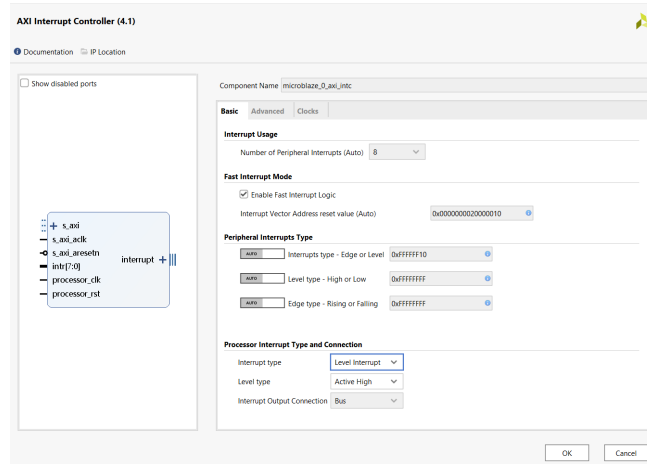 AXI Interrupt Controller (4.1)
Documentation IP Location
Show disabled ports
s_axi
s_axi_aclk
s_axi_aresetn
intr[7:0]
processor_clk
processor_rst
interrupt
Component Name microblaze_0_axi_intc
Basic Advanced Clocks
Interrupt Usage
Number of Peripheral Interrupts (Auto) 8
Fast Interrupt Mode
Enable Fast Interrupt Logic
Interrupt Vector Address reset value (Auto) 0x0000000020000010
Peripheral Interrupts Type
AUTO Interrupts type - Edge or Level 0xFFFFFF10
AUTO Level type - High or Low 0xFFFFFFFF
AUTO Edge type - Rising or Falling 0xFFFFFFFF
Processor Interrupt Type and Connection
Interrupt type Level Interrupt
Level type Active High
Interrupt Output Connection Bus
OK Cancel